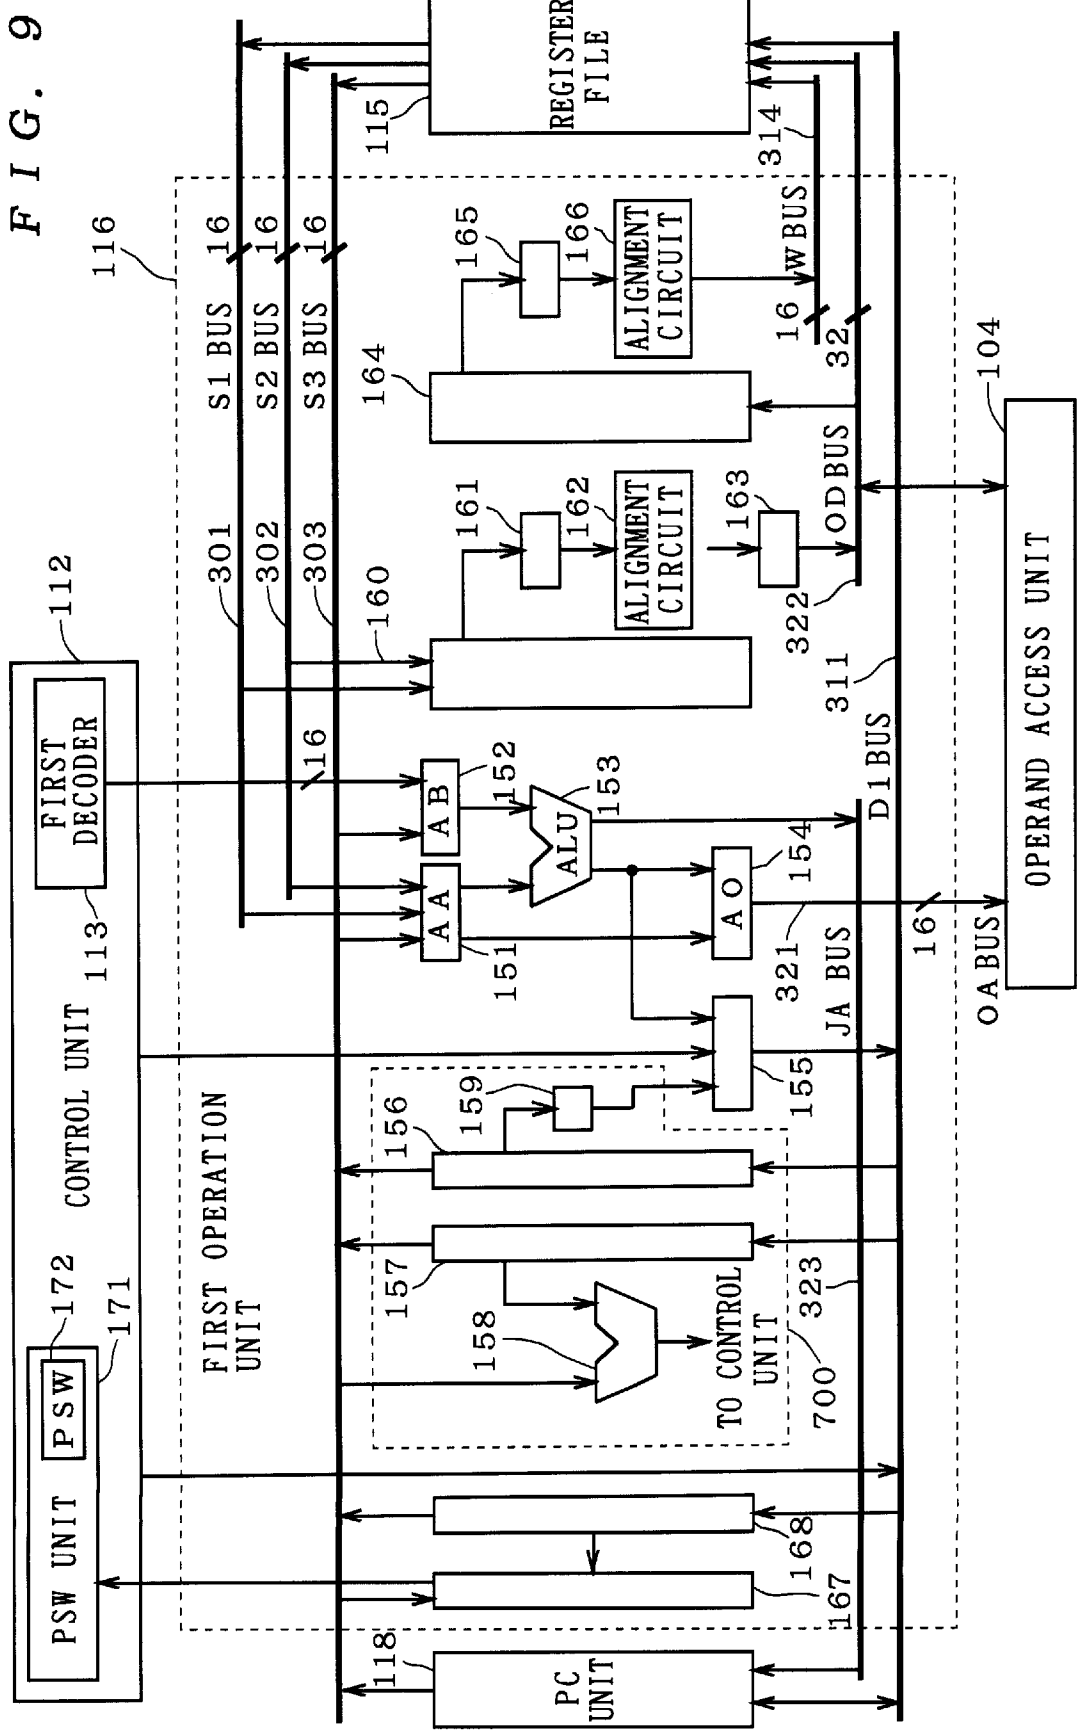 FIG. 9
112
FIRST
DECODER
113
CONTROL UNIT
PSW UNIT
PSW
172
171
116
FIRST OPERATION
UNIT
S1 BUS
16
S2 BUS
16
S3 BUS
16
301
302
303
115
REGISTER
FILE
16
160
AB
152
AA
151
ALU
153
AO
154
155
156
157
158
159
TO CONTROL
UNIT
700
161
162
ALIGNMENT
CIRCUIT
163
164
165
166
ALIGNMENT
CIRCUIT
W BUS
16
314
OD BUS
32
322
311
D1 BUS
JA BUS
323
321
16
OA BUS
104
OPERAND ACCESS UNIT
168
167
118
PC
UNIT